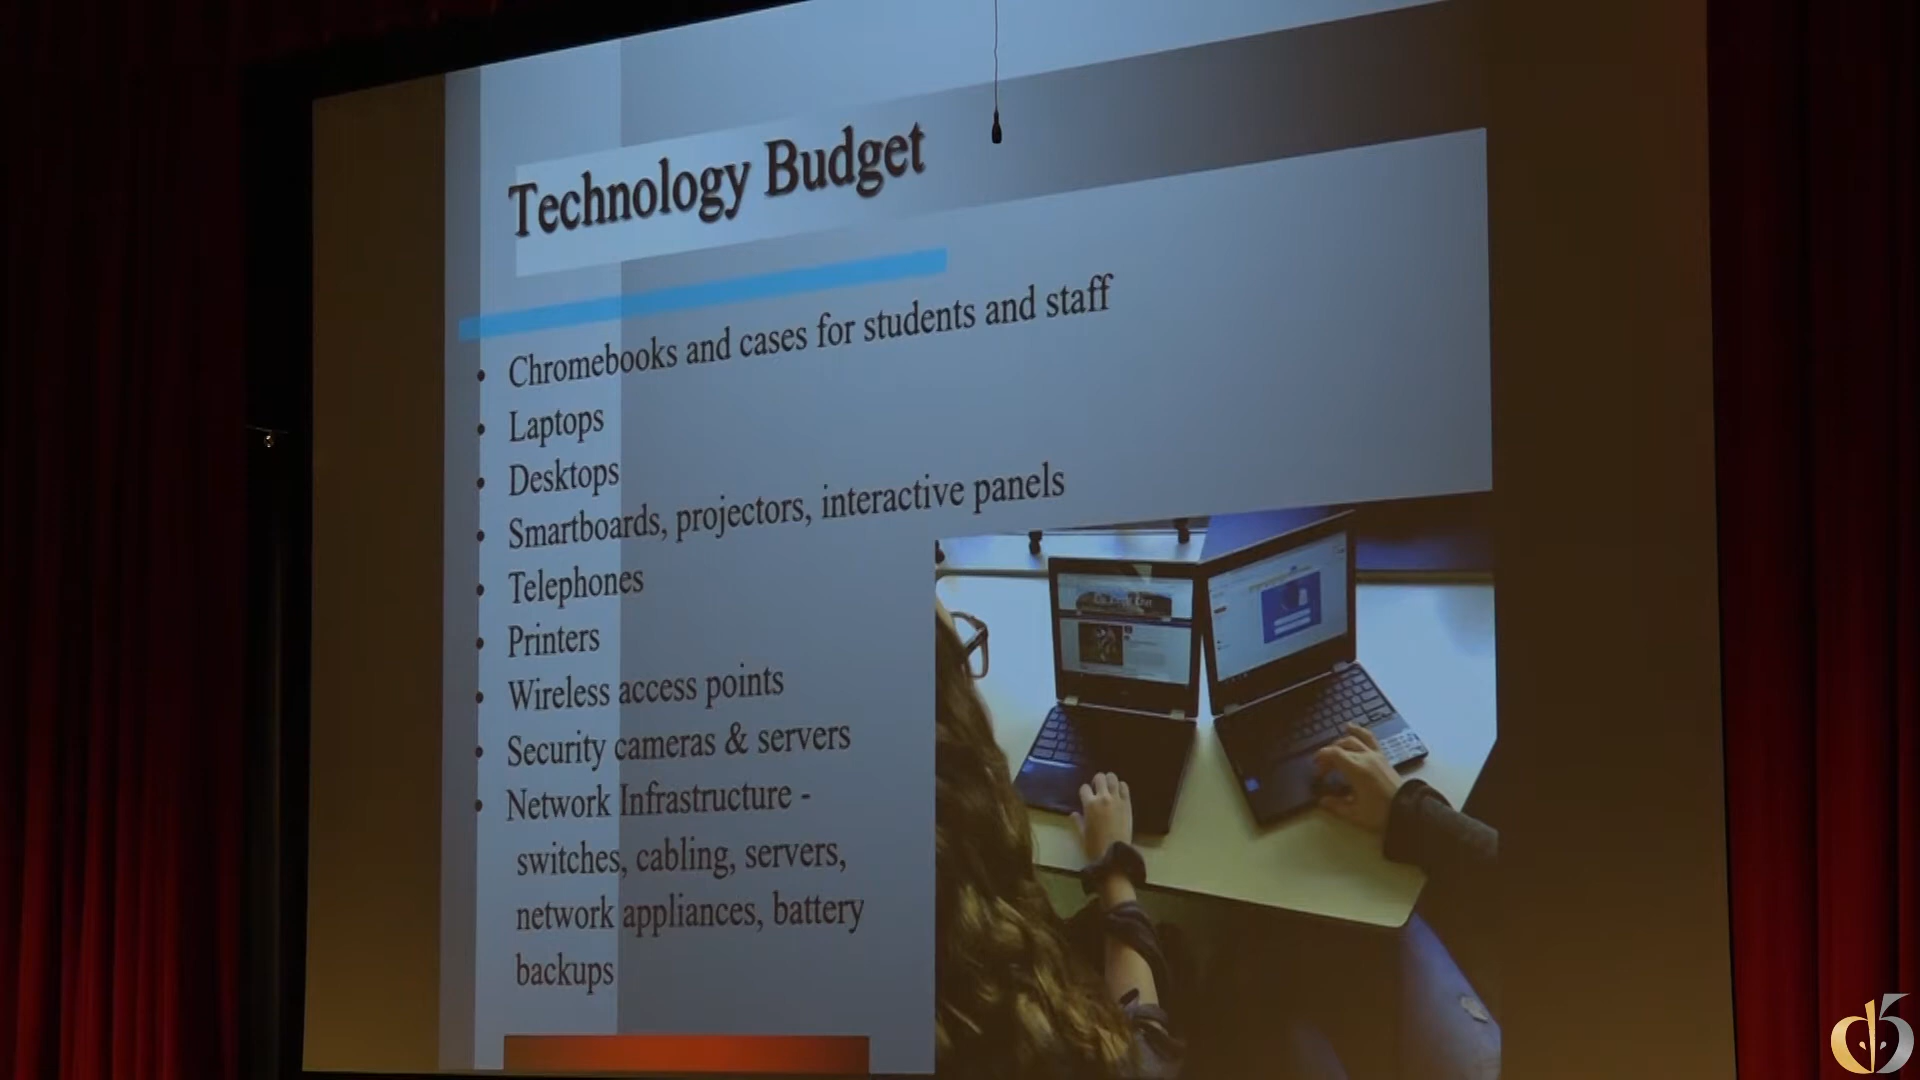 Technology Budget
• Chromebooks and cases for students and staff
• Laptops
• Desktops
• Smartboards, projectors, interactive panels
• Telephones
• Printers
• Wireless access points
• Security cameras & servers
• Network Infrastructure -
switches, cabling, servers,
network appliances, battery
backups